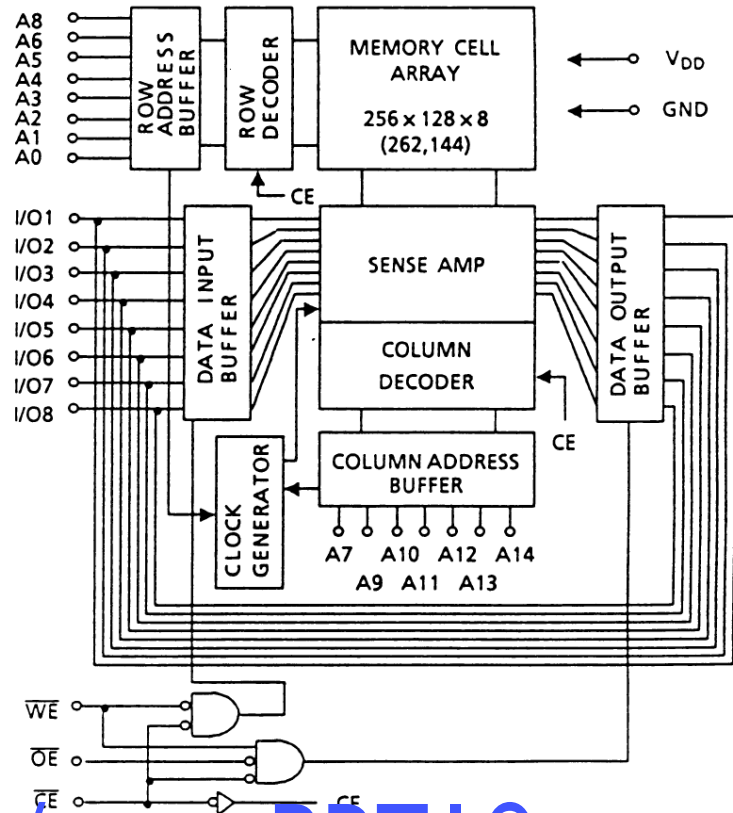 A8
A6
A5
A4
A3
A2
A1
A0
ROW ADDRESS BUFFER
ROW DECODER
MEMORY CELL
ARRAY
256 x 128 x 8
(262,144)
VDD
GND
CE
I/O1
I/O2
I/O3
I/O4
I/O5
I/O6
I/O7
I/O8
DATA INPUT BUFFER
SENSE AMP
COLUMN
DECODER
DATA OUTPUT BUFFER
CE
CLOCK GENERATOR
COLUMN ADDRESS
BUFFER
A7 A10 A12 A14
A9 A11 A13
W̅E̅
O̅E̅
C̅E̅ CE